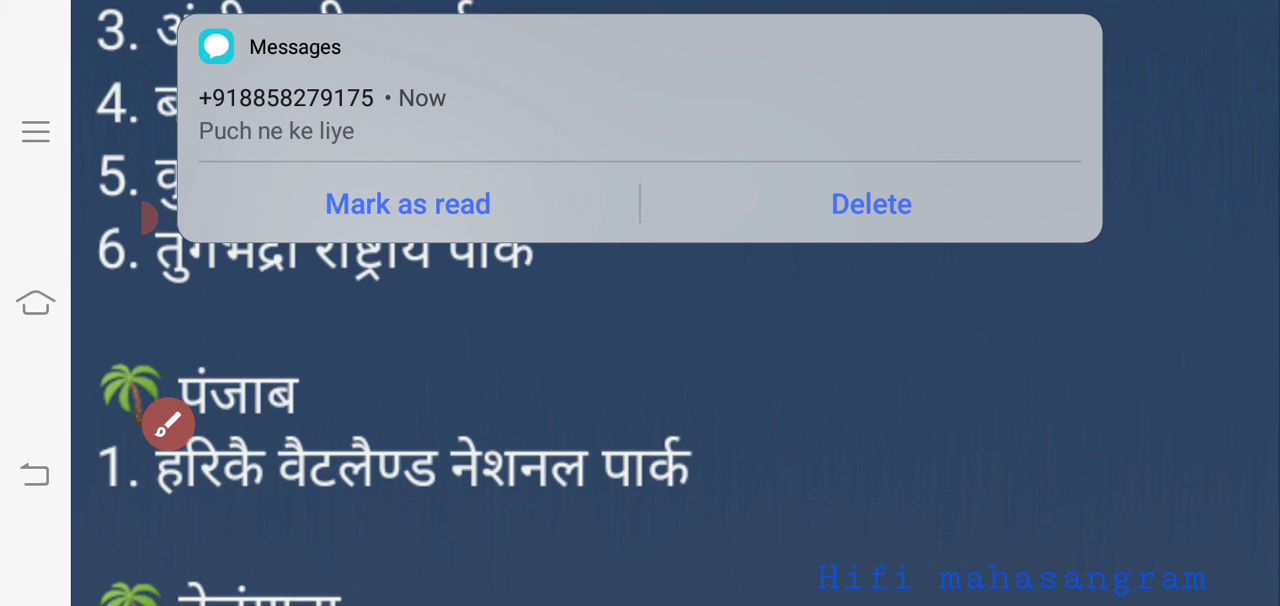 3.
Messages
+918858279175 • Now
4.
Puch ne ke liye
5.
Mark as read
Delete
6. तुंगभद्रा राष्ट्रीय पार्क
🌴 पंजाब
1. हरिकै वैटलैण्ड नेशनल पार्क
Hifi mahasangram
🌴